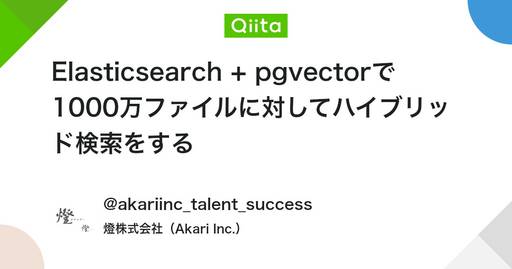 Qiita
Elasticsearch + pgvectorで
1000万ファイルに対してハイブリッ
ド検索をする
@akariinc_talent_success
燈株式会社（Akari Inc.）
燈
燈